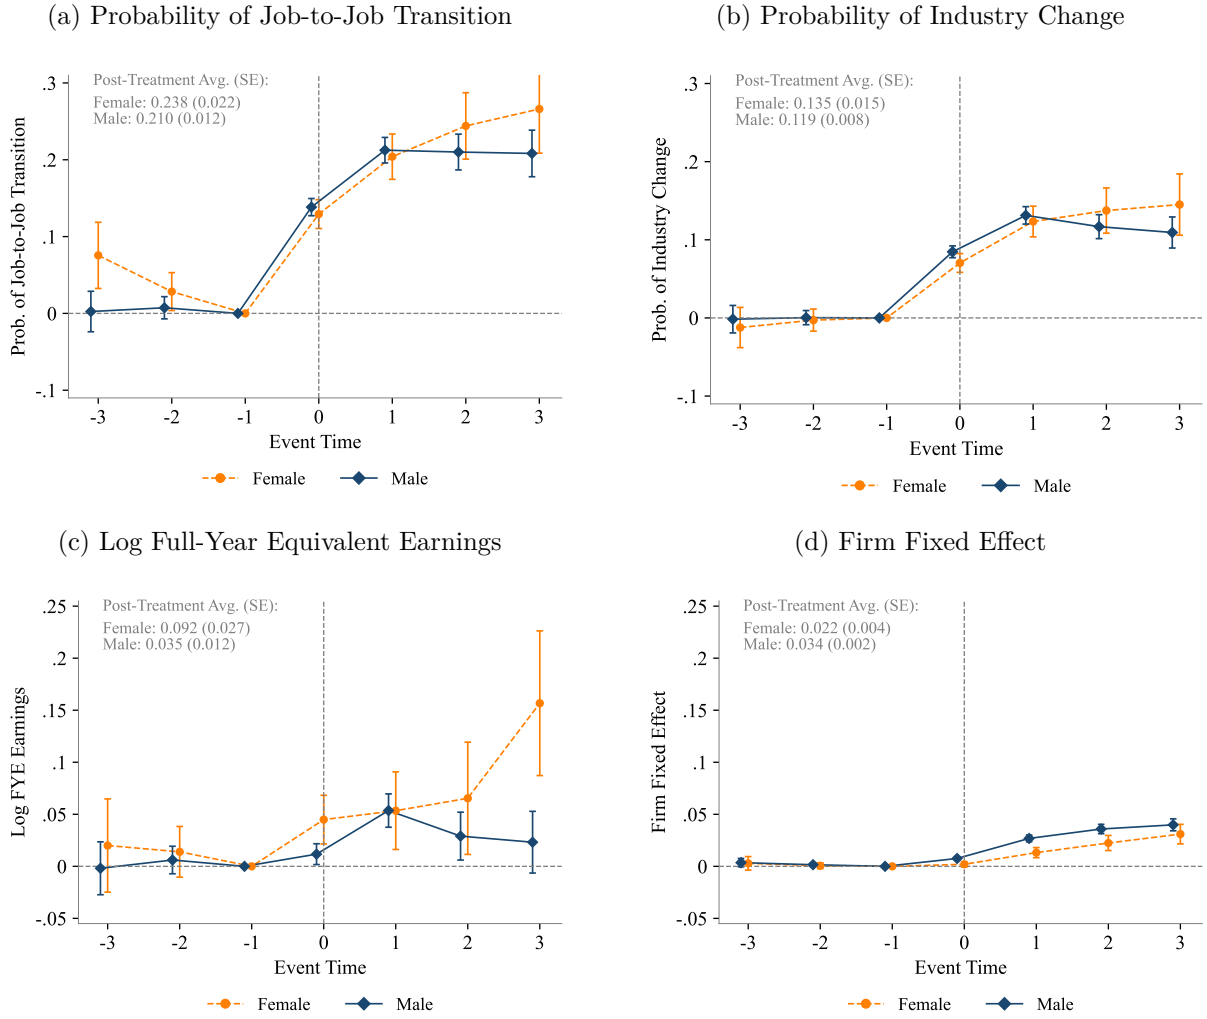 (a) Probability of Job-to-Job Transition
Post-Treatment Avg. (SE):
Female: 0.238 (0.022)
Male: 0.210 (0.012)
Prob. of Job-to-Job Transition
.3
.2
.1
0
-.1
-3 -2 -1 0 1 2 3
Event Time
Female Male
(b) Probability of Industry Change
Post-Treatment Avg. (SE):
Female: 0.135 (0.015)
Male: 0.119 (0.008)
Prob. of Industry Change
.3
.2
.1
0
-.1
-3 -2 -1 0 1 2 3
Event Time
Female Male
(c) Log Full-Year Equivalent Earnings
Post-Treatment Avg. (SE):
Female: 0.092 (0.027)
Male: 0.035 (0.012)
Log FYE Earnings
.25
.2
.15
.1
.05
0
-.05
-3 -2 -1 0 1 2 3
Event Time
Female Male
(d) Firm Fixed Effect
Post-Treatment Avg. (SE):
Female: 0.022 (0.004)
Male: 0.034 (0.002)
Firm Fixed Effect
.25
.2
.15
.1
.05
0
-.05
-3 -2 -1 0 1 2 3
Event Time
Female Male